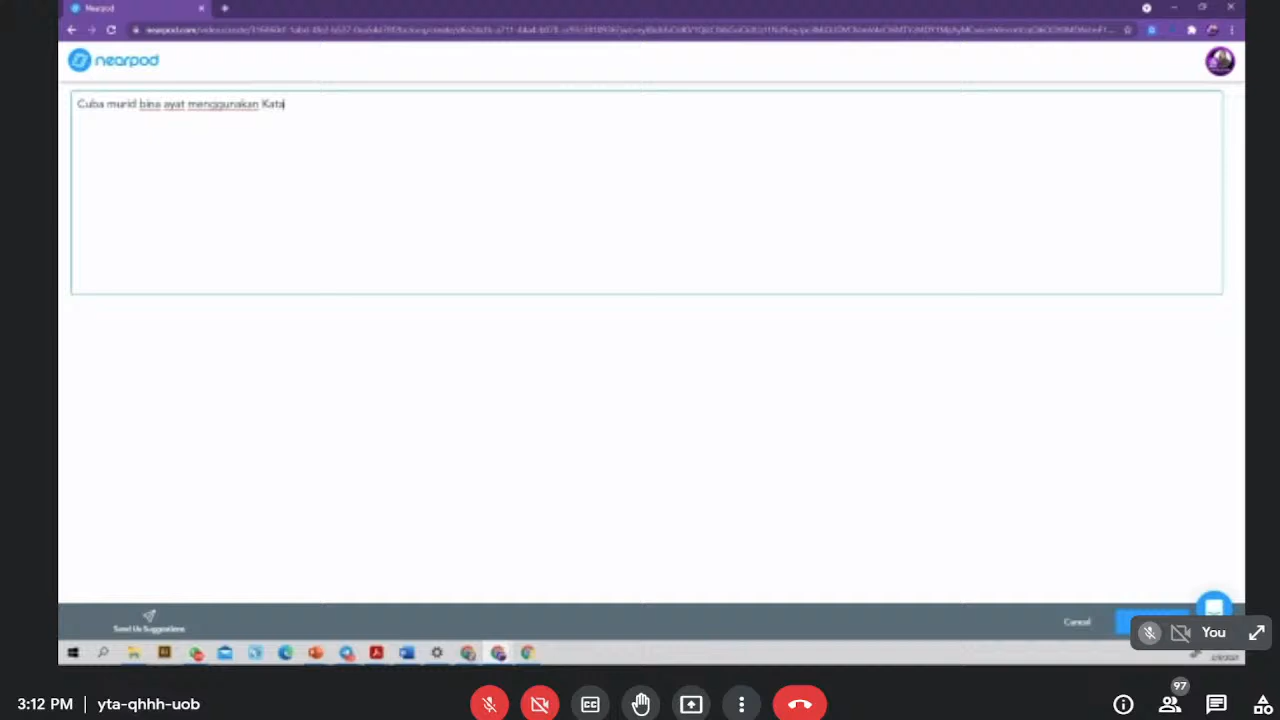 Nearpod
nearpod
Cuba murid bina ayat menggunakan Kata
Send Us Suggestions
Cancel
You
97
3:12 PM | yta-qhhh-uob